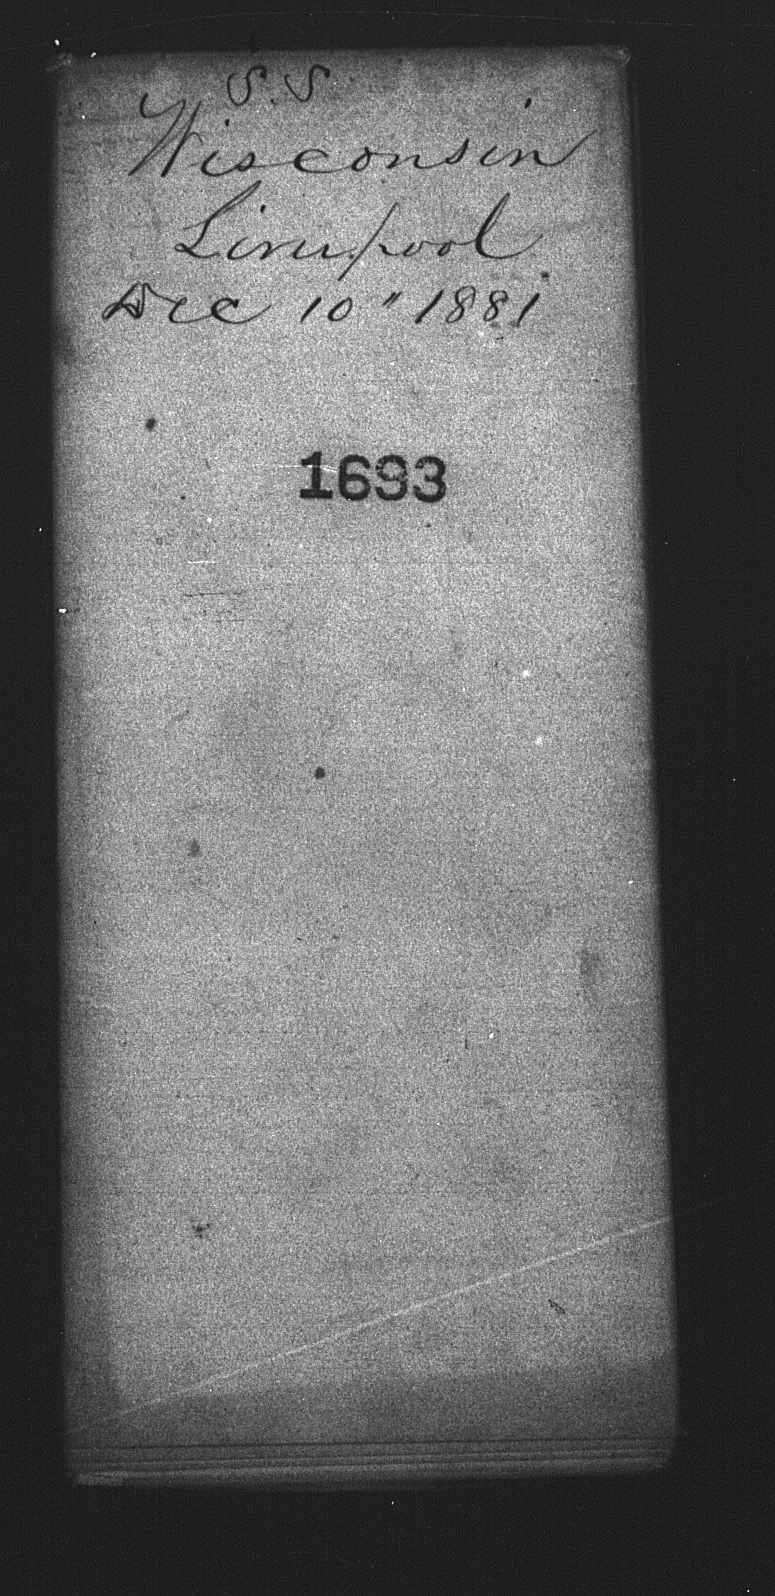 S.S
Wisconsin
Liverpool
Dec 10" 1881
1693